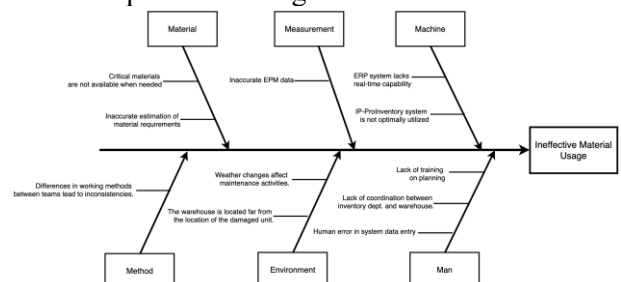 Material
Measurement
Machine
Critical materials
are not available when needed
Inaccurate estimation of
material requirements
Inaccurate EPM data
ERP system lacks
real-time capability
IP-ProInventory system
is not optimally utilized
Ineffective Material
Usage
Differences in working methods
between teams lead to inconsistencies.
Weather changes affect
maintenance activities.
The warehouse is located far from
the location of the damaged unit.
Lack of training
on planning
Lack of coordination between
inventory dept. and warehouse.
Human error in system data entry
Method
Environment
Man